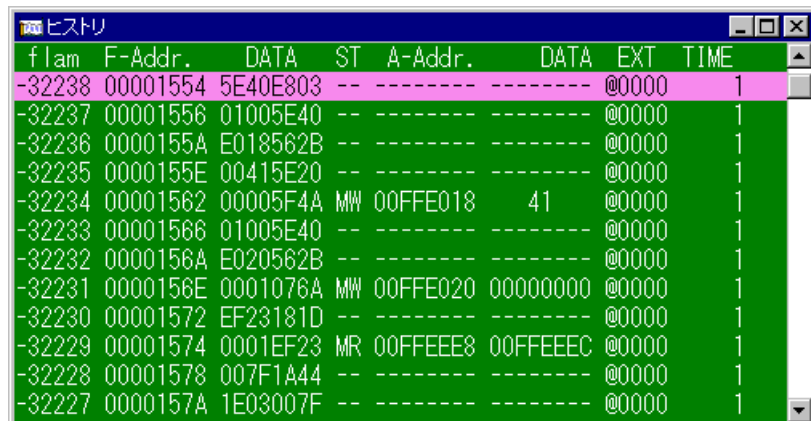 ヒストリ
flam F-Addr. DATA ST A-Addr. DATA EXT TIME
-32238 00001554 5E40E803 -- -------- -------- @0000 1
-32237 00001556 01005E40 -- -------- -------- @0000 1
-32236 0000155A E018562B -- -------- -------- @0000 1
-32235 0000155E 00415E20 -- -------- -------- @0000 1
-32234 00001562 00005F4A MW 00FFE018 41 @0000 1
-32233 00001566 01005E40 -- -------- -------- @0000 1
-32232 0000156A E020562B -- -------- -------- @0000 1
-32231 0000156E 0001076A MW 00FFE020 00000000 @0000 1
-32230 00001572 EF23181D -- -------- -------- @0000 1
-32229 00001574 0001EF23 MR 00FFEEE8 00FFEEEC @0000 1
-32228 00001578 007F1A44 -- -------- -------- @0000 1
-32227 0000157A 1E03007F -- -------- -------- @0000 1